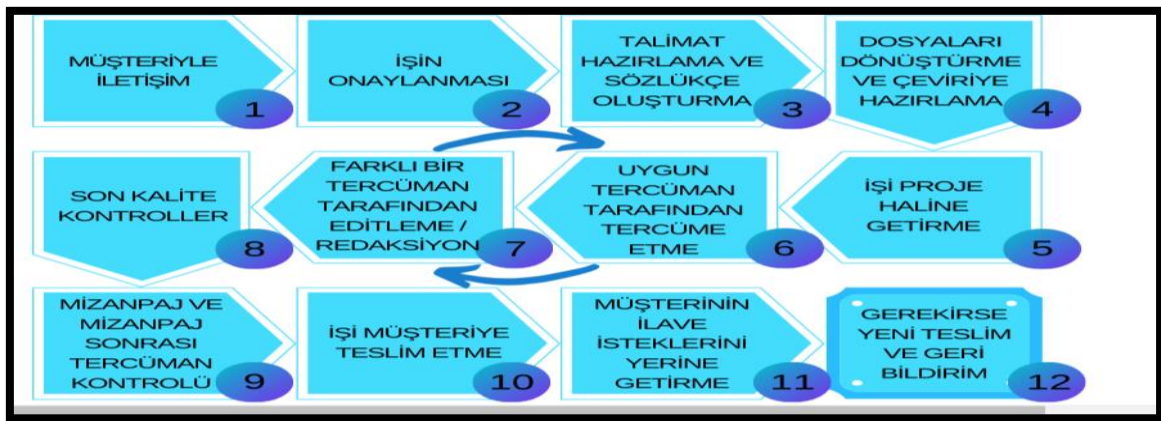 MÜŞTERİYLE
İLETİŞİM
1
İŞİN
ONAYLANMASI
2
TALİMAT
HAZIRLAMA VE
SÖZLÜKÇE
OLUŞTURMA
3
DOSYALARI
DÖNÜŞTÜRME
VE ÇEVİRİYE
HAZIRLAMA
4
İŞİ PROJE
HALİNE
GETİRME
5
UYGUN
TERCÜMAN
TARAFINDAN
TERCÜME
ETME
6
FARKLI BİR
TERCÜMAN
TARAFINDAN
EDİTLEME /
REDAKSİYON
7
SON KALİTE
KONTROLLER
8
MİZANPAJ VE
MİZANPAJ
SONRASI
TERCÜMAN
KONTROLÜ
9
İŞİ MÜŞTERİYE
TESLİM ETME
10
MÜŞTERİNİN
İLAVE
İSTEKLERİNİ
YERİNE
GETİRME
11
GEREKİRSE
YENİ TESLİM
VE GERİ
BİLDİRİM
12